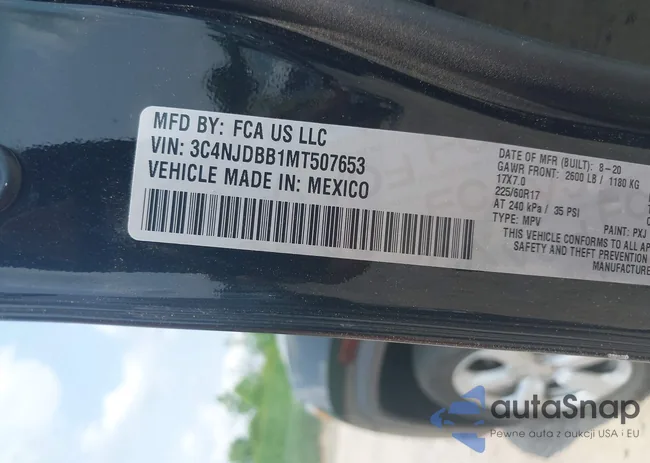 MFD BY: FCA US LLC
VIN: 3C4NJDBB1MT507653
VEHICLE MADE IN: MEXICO
DATE OF MFR (BUILT): 8-20
GAWR FRONT: 2600 LB / 1180 KG
17X7.0
225/60R17
AT 240 kPa / 35 PSI
TYPE: MPV
PAINT: PXJ
THIS VEHICLE CONFORMS TO ALL AP
SAFETY AND THEFT PREVENTION
MANUFACTURE
autoSnap
Pewne auta z aukcji USA i EU